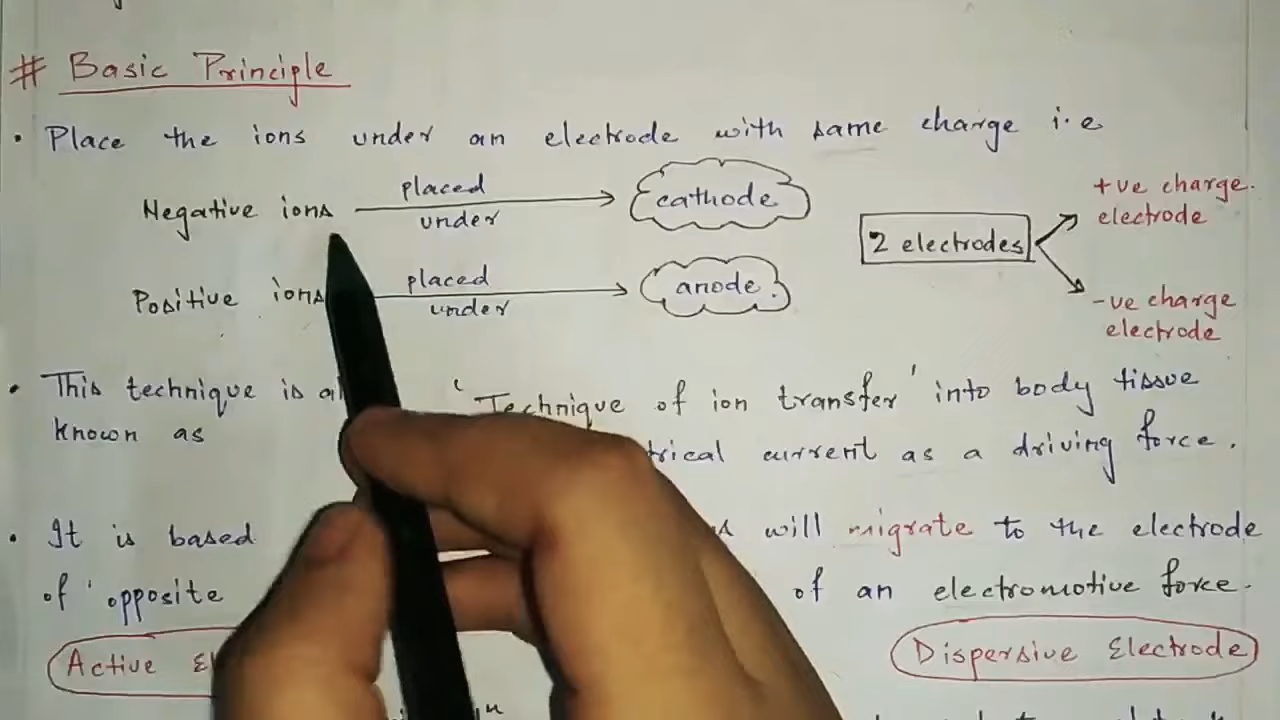 # Basic Principle
• Place the ions under an electrode with same charge i.e
Negative ions placed under cathode
Positive ions placed under anode.
2 electrodes
+ve charge electrode
-ve charge electrode
• This technique is 'Technique of ion transfer' into body tissue
known as current as a driving force.
• It is based will migrate to the electrode
of 'opposite of an electromotive force.
Active
Dispersive Electrode